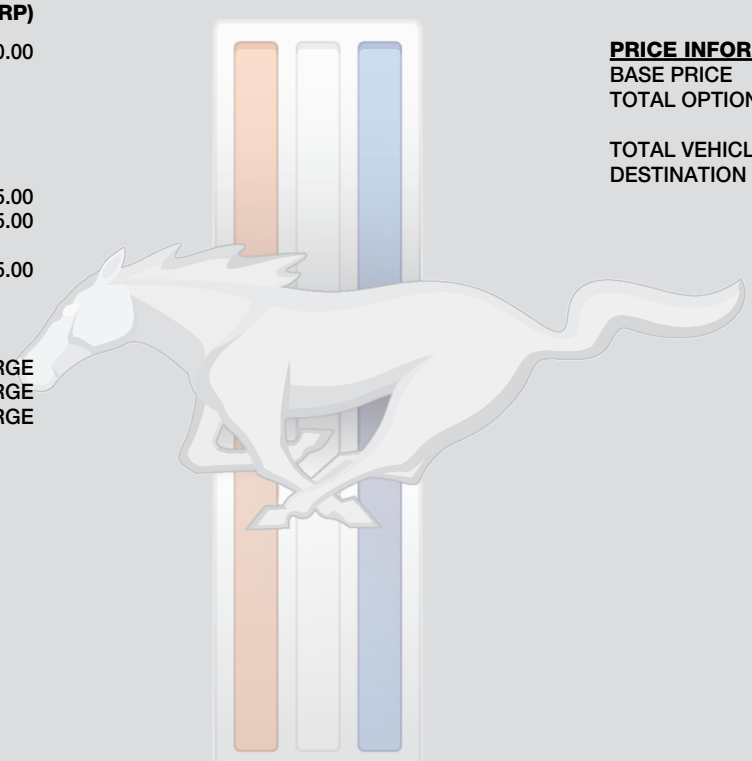 RP)
0.00
5.00
5.00
5.00
RGE
RGE
RGE
PRICE INFOR
BASE PRICE
TOTAL OPTION
TOTAL VEHICL
DESTINATION